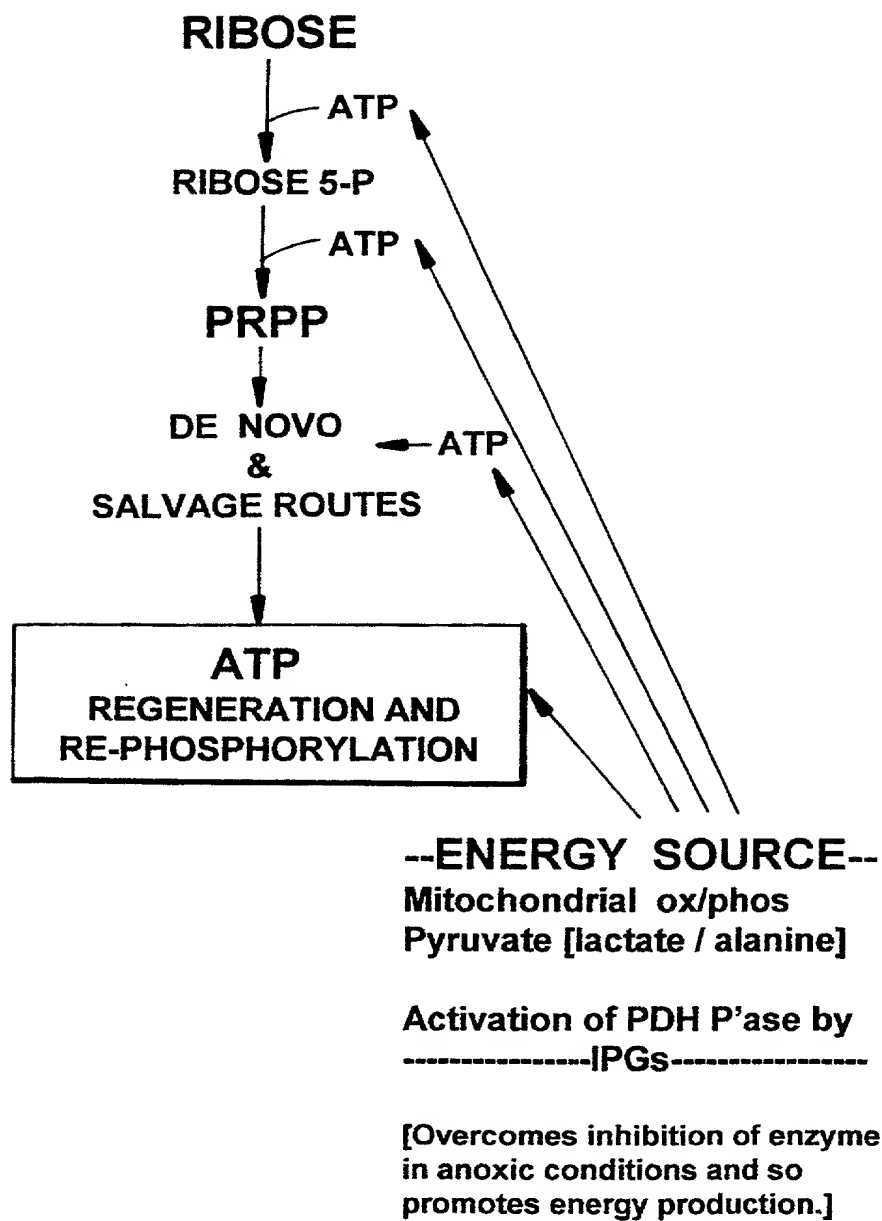 RIBOSE
ATP
RIBOSE 5-P
ATP
PRPP
DE NOVO
ATP
&
SALVAGE ROUTES
ATP
REGENERATION AND
RE-PHOSPHORYLATION
--ENERGY SOURCE--
Mitochondrial ox/phos
Pyruvate [lactate / alanine]
Activation of PDH P'ase by
----------------IPGs-----------------
[Overcomes inhibition of enzyme
in anoxic conditions and so
promotes energy production.]